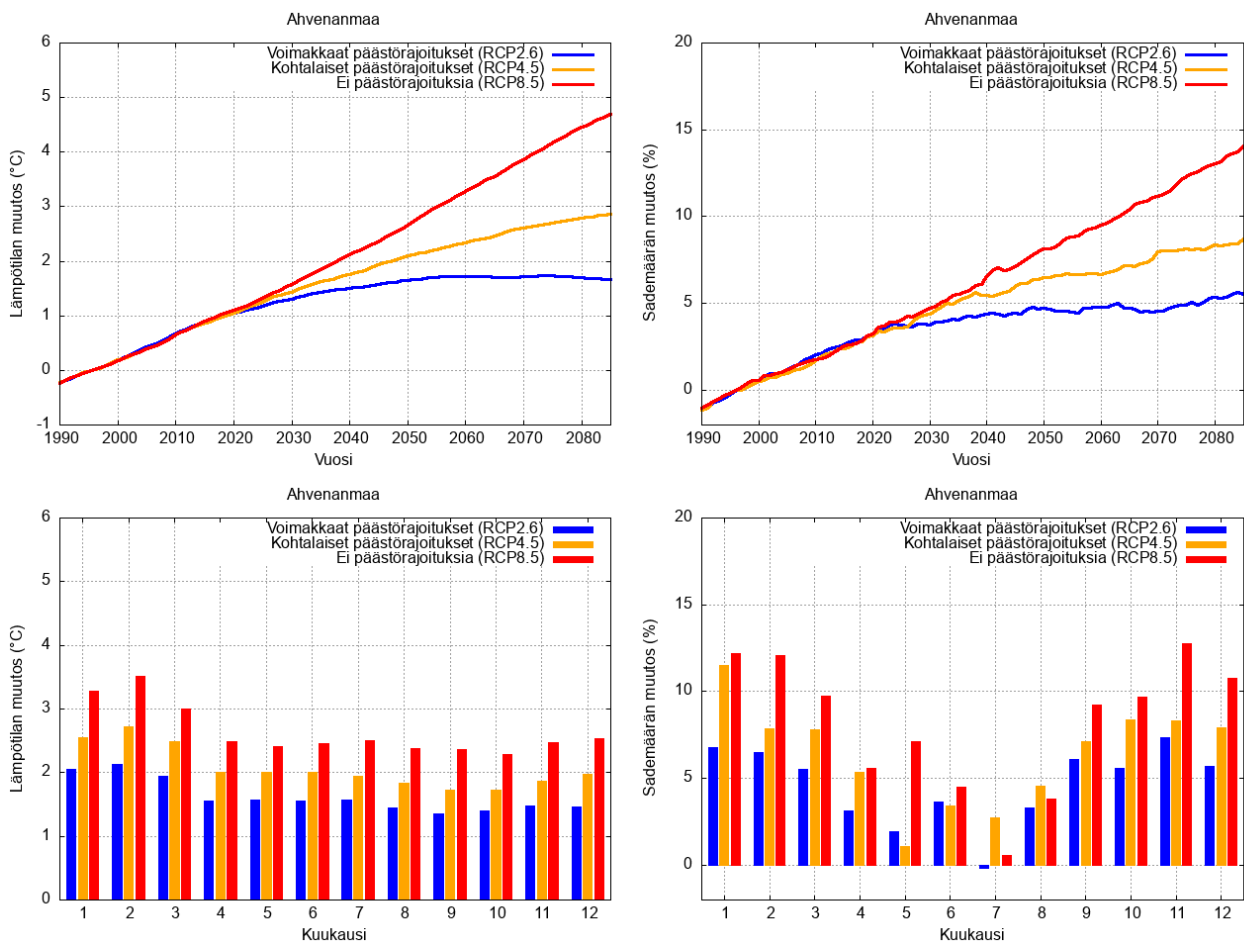 Ahvenanmaa
Voimakkaat päästörajoitukset (RCP2.6)
Kohtalaiset päästörajoitukset (RCP4.5)
Ei päästörajoituksia (RCP8.5)
Lämpötilan muutos (°C)
6
5
4
3
2
1
0
-1
1990 2000 2010 2020 2030 2040 2050 2060 2070 2080
Vuosi
Ahvenanmaa
Voimakkaat päästörajoitukset (RCP2.6)
Kohtalaiset päästörajoitukset (RCP4.5)
Ei päästörajoituksia (RCP8.5)
Sademäärän muutos (%)
20
15
10
5
0
1990 2000 2010 2020 2030 2040 2050 2060 2070 2080
Vuosi
Ahvenanmaa
Voimakkaat päästörajoitukset (RCP2.6)
Kohtalaiset päästörajoitukset (RCP4.5)
Ei päästörajoituksia (RCP8.5)
Lämpötilan muutos (°C)
6
5
4
3
2
1
0
1 2 3 4 5 6 7 8 9 10 11 12
Kuukausi
Ahvenanmaa
Voimakkaat päästörajoitukset (RCP2.6)
Kohtalaiset päästörajoitukset (RCP4.5)
Ei päästörajoituksia (RCP8.5)
Sademäärän muutos (%)
20
15
10
5
0
1 2 3 4 5 6 7 8 9 10 11 12
Kuukausi